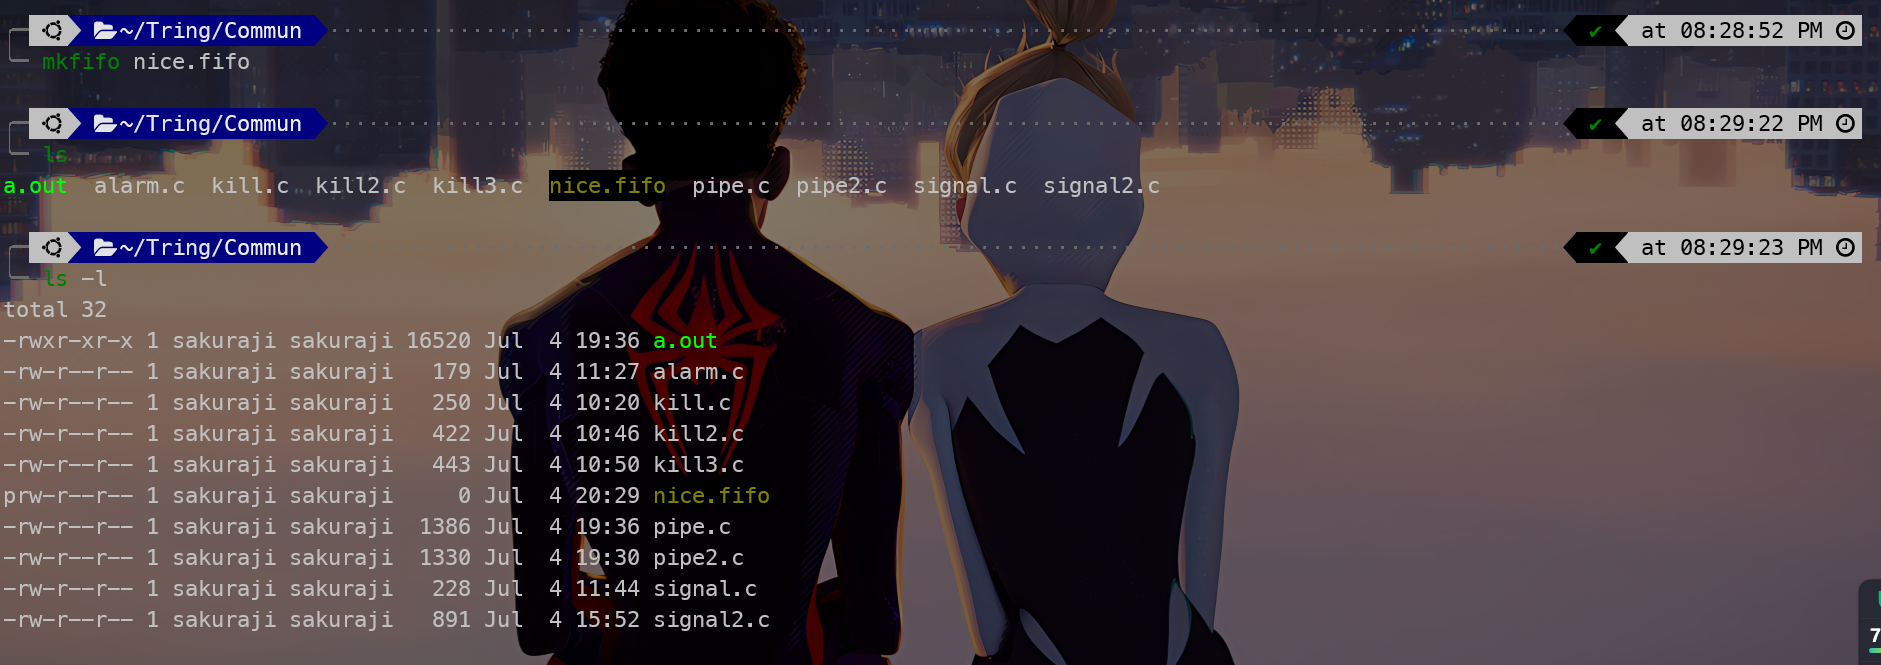 ~/Tring/Commun ✔ at 08:28:52 PM
mkfifo nice.fifo
~/Tring/Commun ✔ at 08:29:22 PM
ls
a.out alarm.c kill.c kill2.c kill3.c nice.fifo pipe.c pipe2.c signal.c signal2.c
~/Tring/Commun ✔ at 08:29:23 PM
ls -l
total 32
-rwxr-xr-x 1 sakuraji sakuraji 16520 Jul  4 19:36 a.out
-rw-r--r-- 1 sakuraji sakuraji   179 Jul  4 11:27 alarm.c
-rw-r--r-- 1 sakuraji sakuraji   250 Jul  4 10:20 kill.c
-rw-r--r-- 1 sakuraji sakuraji   422 Jul  4 10:46 kill2.c
-rw-r--r-- 1 sakuraji sakuraji   443 Jul  4 10:50 kill3.c
prw-r--r-- 1 sakuraji sakuraji     0 Jul  4 20:29 nice.fifo
-rw-r--r-- 1 sakuraji sakuraji  1386 Jul  4 19:36 pipe.c
-rw-r--r-- 1 sakuraji sakuraji  1330 Jul  4 19:30 pipe2.c
-rw-r--r-- 1 sakuraji sakuraji   228 Jul  4 11:44 signal.c
-rw-r--r-- 1 sakuraji sakuraji   891 Jul  4 15:52 signal2.c